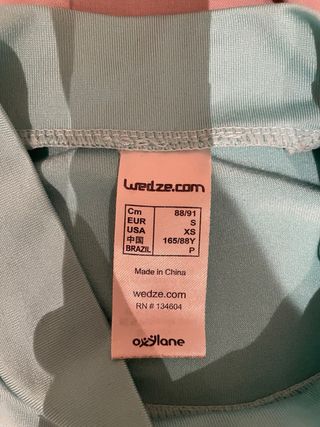 wedze.com
Cm 88/91
EUR S
USA XS
中国 165/88Y
BRAZIL P
Made in China
wedze.com
RN # 134604
oxylane